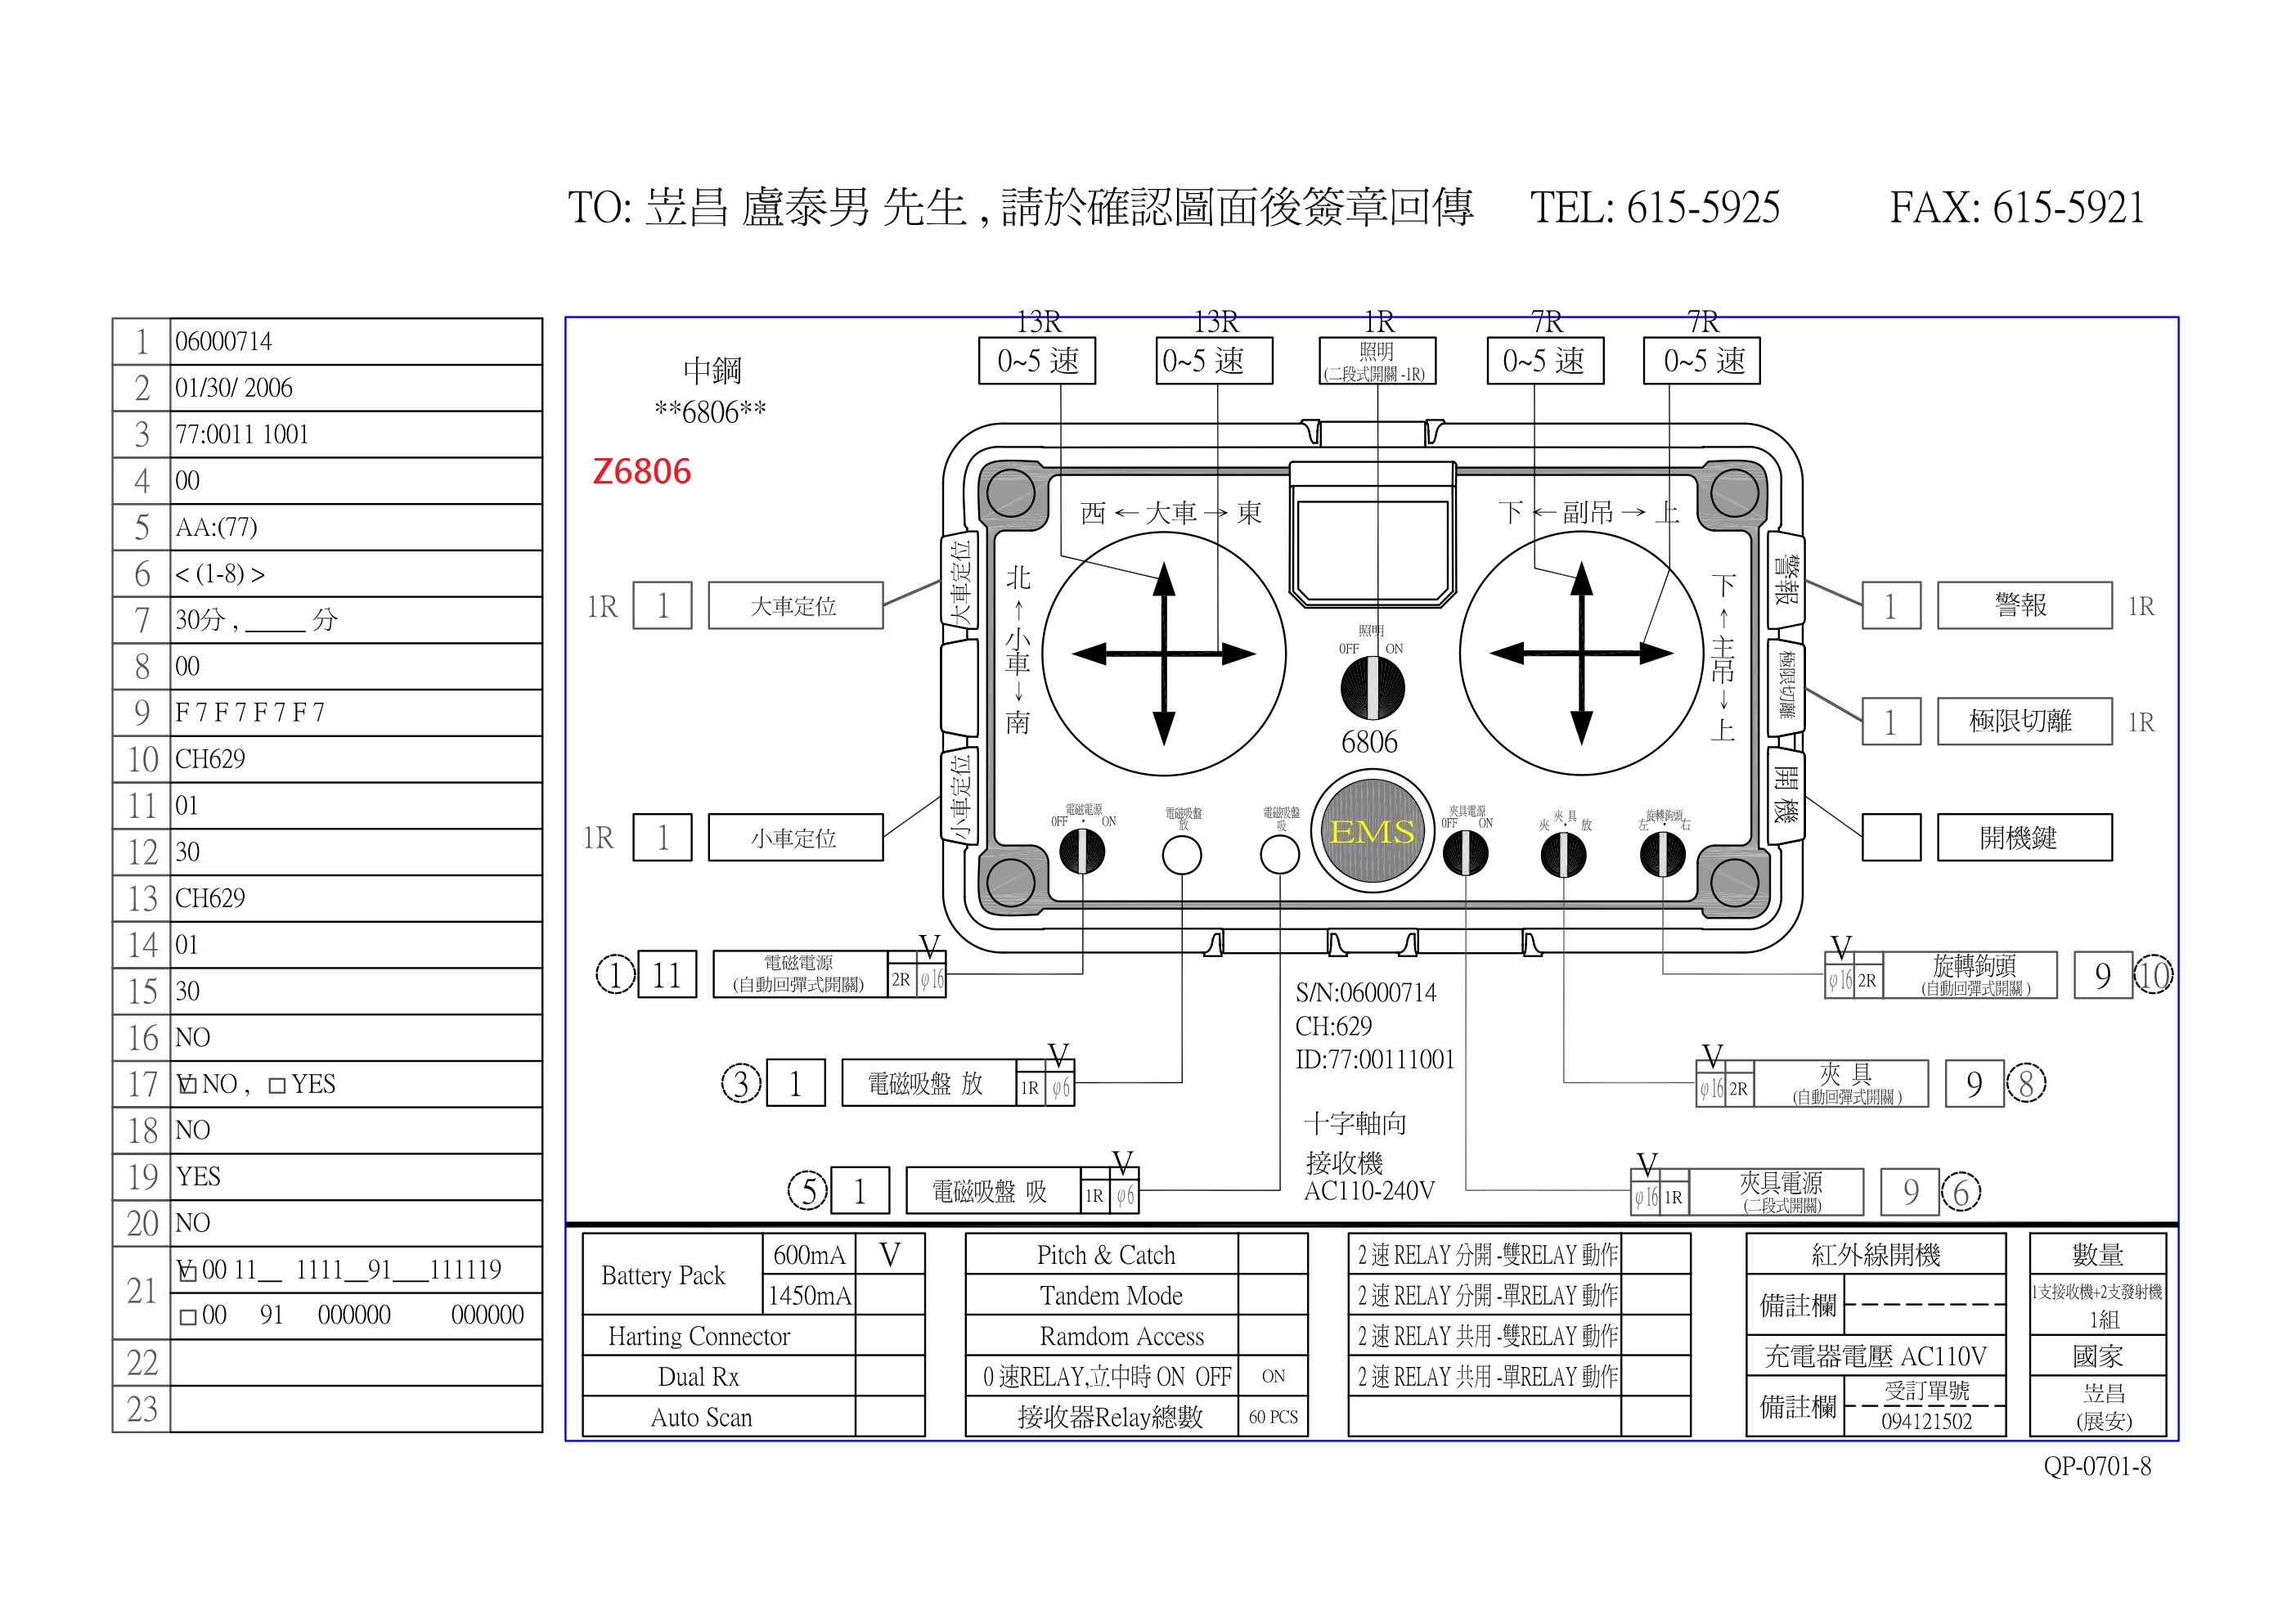 TO: 岦昌 盧泰男 先生 , 請於確認圖面後簽章回傳 TEL: 615-5925 FAX: 615-5921
1 06000714
2 01/30/ 2006
3 77:0011 1001
4 00
5 AA:(77)
6 < (1-8) >
7 30分 , _____ 分
8 00
9 F 7 F 7 F 7 F 7
10 CH629
11 01
12 30
13 CH629
14 01
15 30
16 NO
17 V□ NO , □ YES
18 NO
19 YES
20 NO
21 V□ 00 11__ 1111__91___111119
□ 00 91 000000 000000
22
23
13R 13R 1R 7R 7R
0~5 速 0~5 速 照明 0~5 速 0~5 速
(二段式開關 -1R)
中鋼
**6806**
Z6806
西 ← 大車 → 東
下 ← 副吊 → 上
北 ↑ 小車 ↓ 南
下 ↑ 主吊 ↓ 上
大車定位
小車定位
警報
極限切離
開機
1R 1 大車定位
1 警報 1R
照明
OFF ON
6806
1 極限切離 1R
1R 1 小車定位
開機鍵
電磁電源
OFF • ON
電磁吸盤
放
電磁吸盤
吸
EMS
夾具電源
OFF ON
夾 具
夾 • 放
旋轉鉤頭
左 • 右
① 11 電磁電源 2R φ16 V
(自動回彈式開關)
V φ16 2R 旋轉鉤頭 9 ⑩
(自動回彈式開關 )
S/N:06000714
CH:629
ID:77:00111001
③ 1 電磁吸盤 放 1R φ6 V
V φ16 2R 夾 具 9 ⑧
(自動回彈式開關 )
十字軸向
接收機
AC110-240V
⑤ 1 電磁吸盤 吸 1R φ6 V
V φ16 1R 夾具電源 9 ⑥
(二段式開關)
Battery Pack 600mA V
1450mA
Harting Connector
Dual Rx
Auto Scan
Pitch & Catch
Tandem Mode
Ramdom Access
0 速RELAY,立中時 ON OFF ON
接收器Relay總數 60 PCS
2 速 RELAY 分開 -雙RELAY 動作
2 速 RELAY 分開 -單RELAY 動作
2 速 RELAY 共用 -雙RELAY 動作
2 速 RELAY 共用 -單RELAY 動作
紅外線開機
備註欄
充電器電壓 AC110V
備註欄 受訂單號
094121502
數量
1支接收機+2支發射機
1組
國家
岦昌
(展安)
QP-0701-8